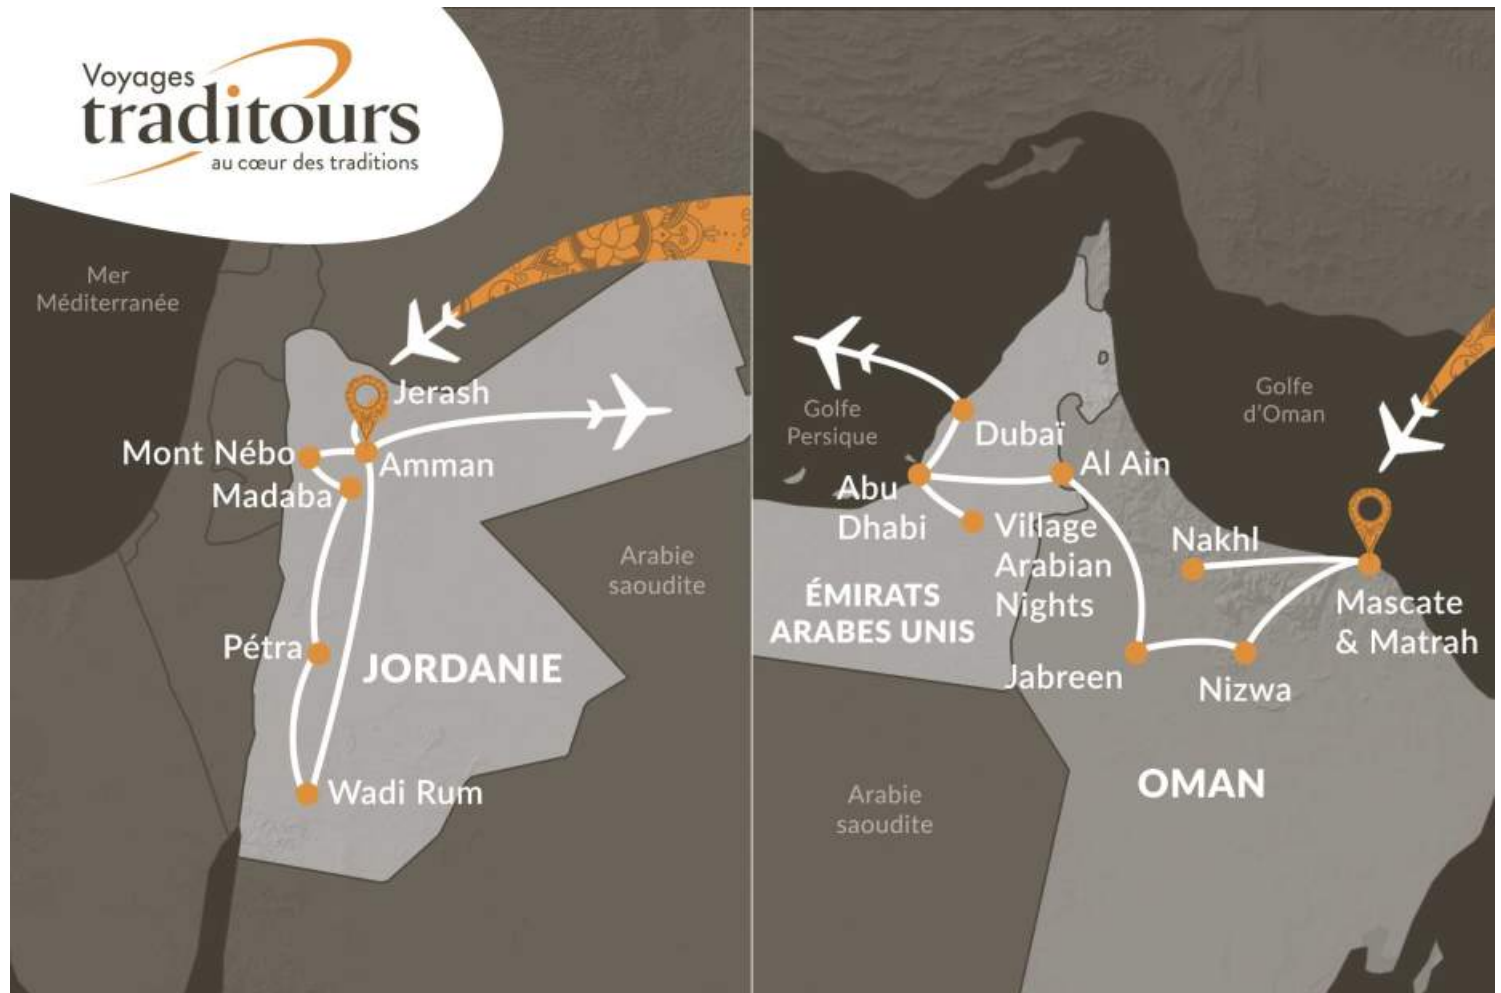 Voyages
traditours
au cœur des traditions
Mer
Méditerranée
Jerash
Mont Nébo
Amman
Madaba
Arabie
saoudite
Pétra
JORDANIE
Wadi Rum
Golfe
Persique
Golfe
d'Oman
Dubaï
Al Ain
Abu
Dhabi
Village
Arabian
Nights
Nakhl
ÉMIRATS
ARABES UNIS
Mascate
& Matrah
Jabreen
Nizwa
OMAN
Arabie
saoudite